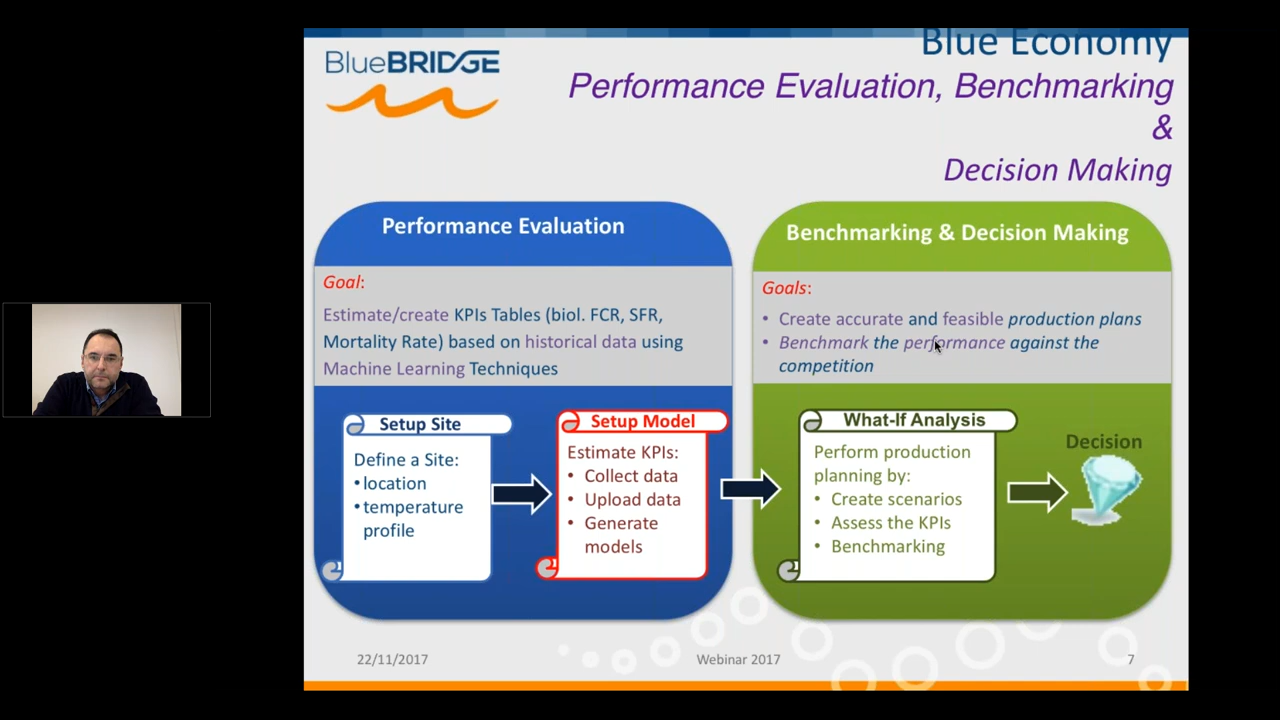 Blue Economy
BlueBRIDGE
Performance Evaluation, Benchmarking
&
Decision Making
Performance Evaluation
Goal:
Estimate/create KPIs Tables (biol. FCR, SFR,
Mortality Rate) based on historical data using
Machine Learning Techniques
Setup Site
Define a Site:
• location
• temperature
profile
Setup Model
Estimate KPIs:
• Collect data
• Upload data
• Generate
models
Benchmarking & Decision Making
Goals:
• Create accurate and feasible production plans
• Benchmark the performance against the
competition
What-If Analysis
Perform production
planning by:
• Create scenarios
• Assess the KPIs
• Benchmarking
Decision
22/11/2017
Webinar 2017
7